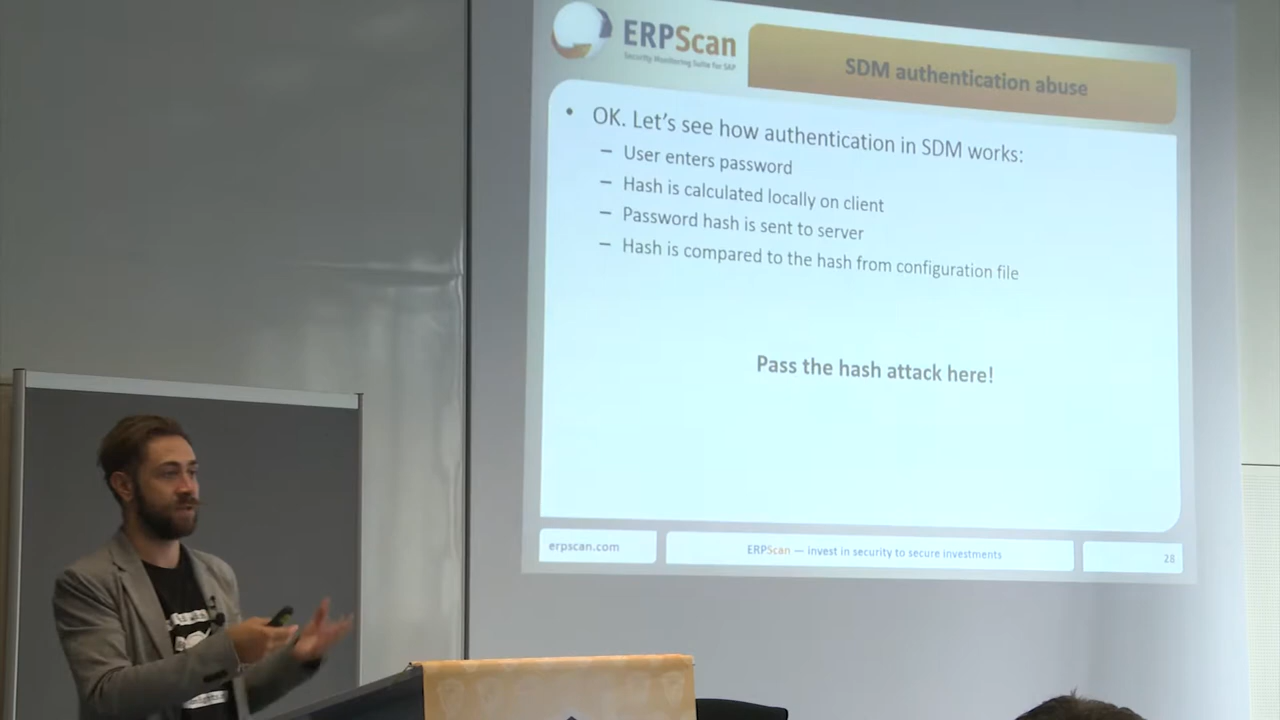 ERPScan
Security Monitoring Suite for SAP
SDM authentication abuse
• OK. Let's see how authentication in SDM works:
– User enters password
– Hash is calculated locally on client
– Password hash is sent to server
– Hash is compared to the hash from configuration file
Pass the hash attack here!
erpscan.com
ERPScan — invest in security to secure investments
28